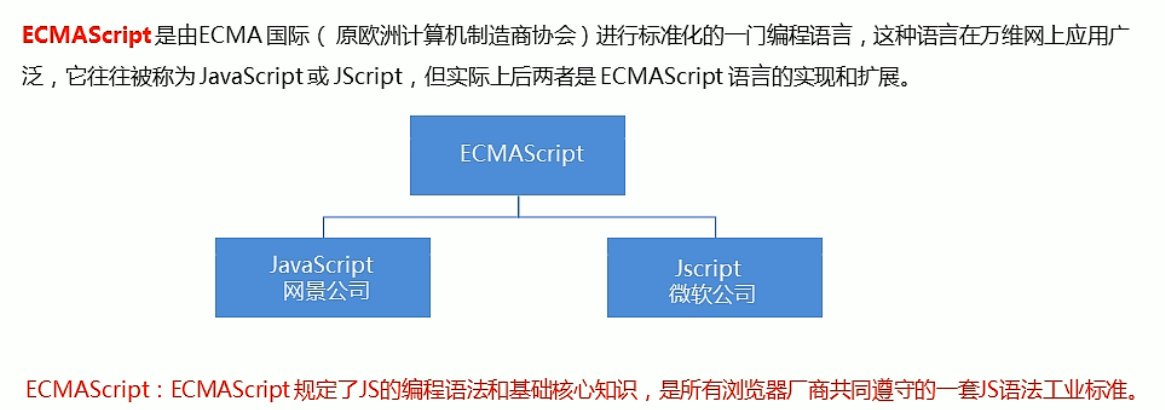 ECMAScript 是由ECMA 国际（ 原欧洲计算机制造商协会）进行标准化的一门编程语言，这种语言在万维网上应用广
泛，它往往被称为 JavaScript 或 JScript，但实际上后两者是 ECMAScript 语言的实现和扩展。
ECMAScript
JavaScript
网景公司
Jscript
微软公司
ECMAScript：ECMAScript 规定了JS的编程语法和基础核心知识，是所有浏览器厂商共同遵守的一套JS语法工业标准。